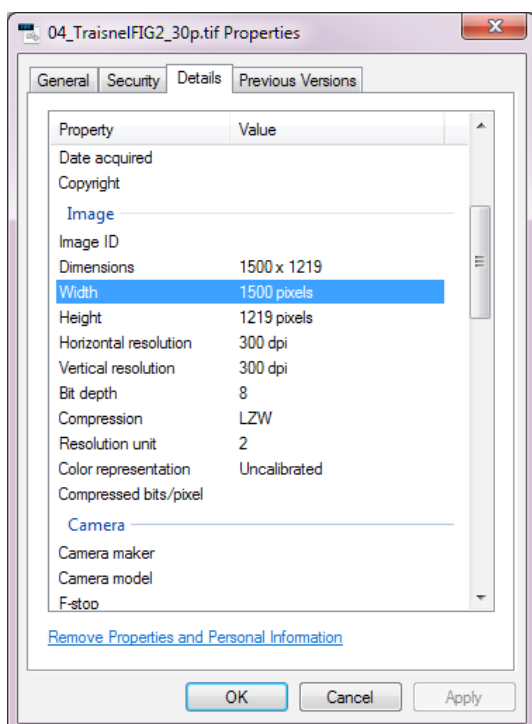 04_TraisnelFIG2_30p.tif Properties
General Security Details Previous Versions
Property Value
Date acquired
Copyright
Image
Image ID
Dimensions 1500 x 1219
Width 1500 pixels
Height 1219 pixels
Horizontal resolution 300 dpi
Vertical resolution 300 dpi
Bit depth 8
Compression LZW
Resolution unit 2
Color representation Uncalibrated
Compressed bits/pixel
Camera
Camera maker
Camera model
F-stop
Remove Properties and Personal Information
OK Cancel Apply